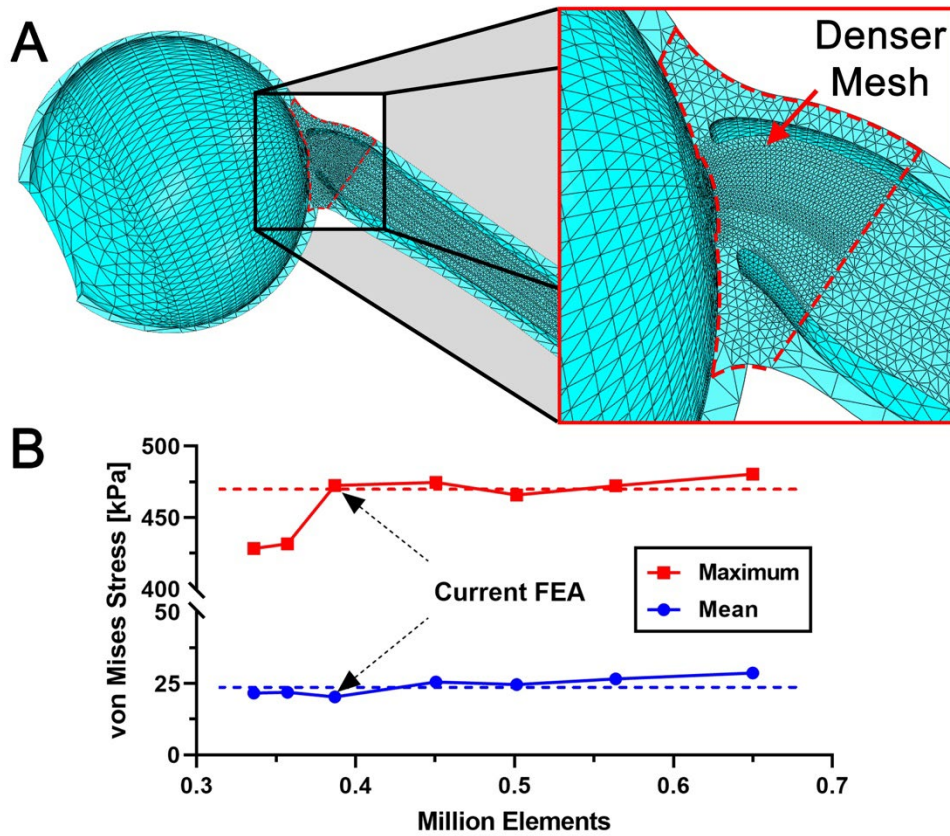 A
Denser
Mesh
B
von Mises Stress [kPa]
500
450
400
50
25
0
Current FEA
Maximum
Mean
0.3 0.4 0.5 0.6 0.7
Million Elements